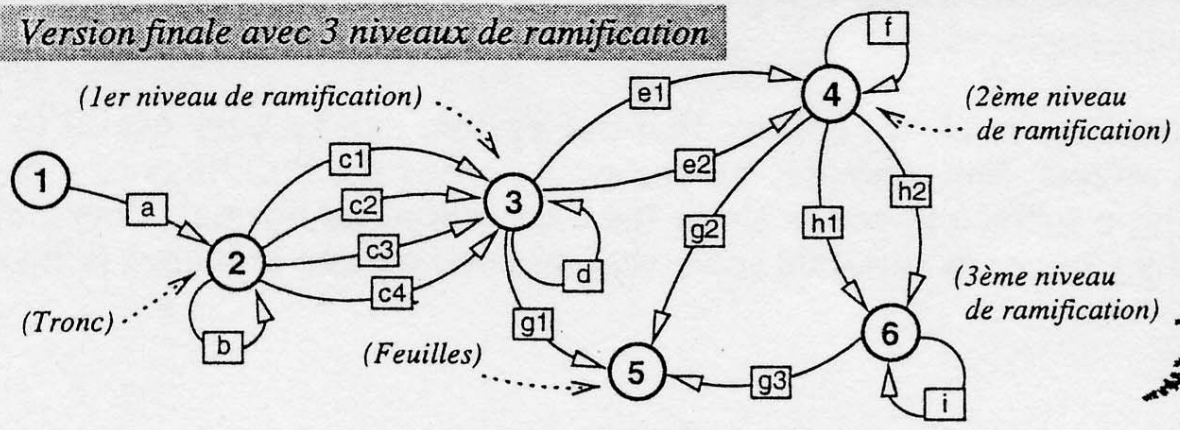 Version finale avec 3 niveaux de ramification
f
(1er niveau de ramification)
e1
4
(2ème niveau
de ramification)
1
c1
e2
a
c2
3
h2
c3
g2
h1
2
d
c4
(3ème niveau
de ramification)
(Tronc)
b
g1
6
(Feuilles)
5
g3
i